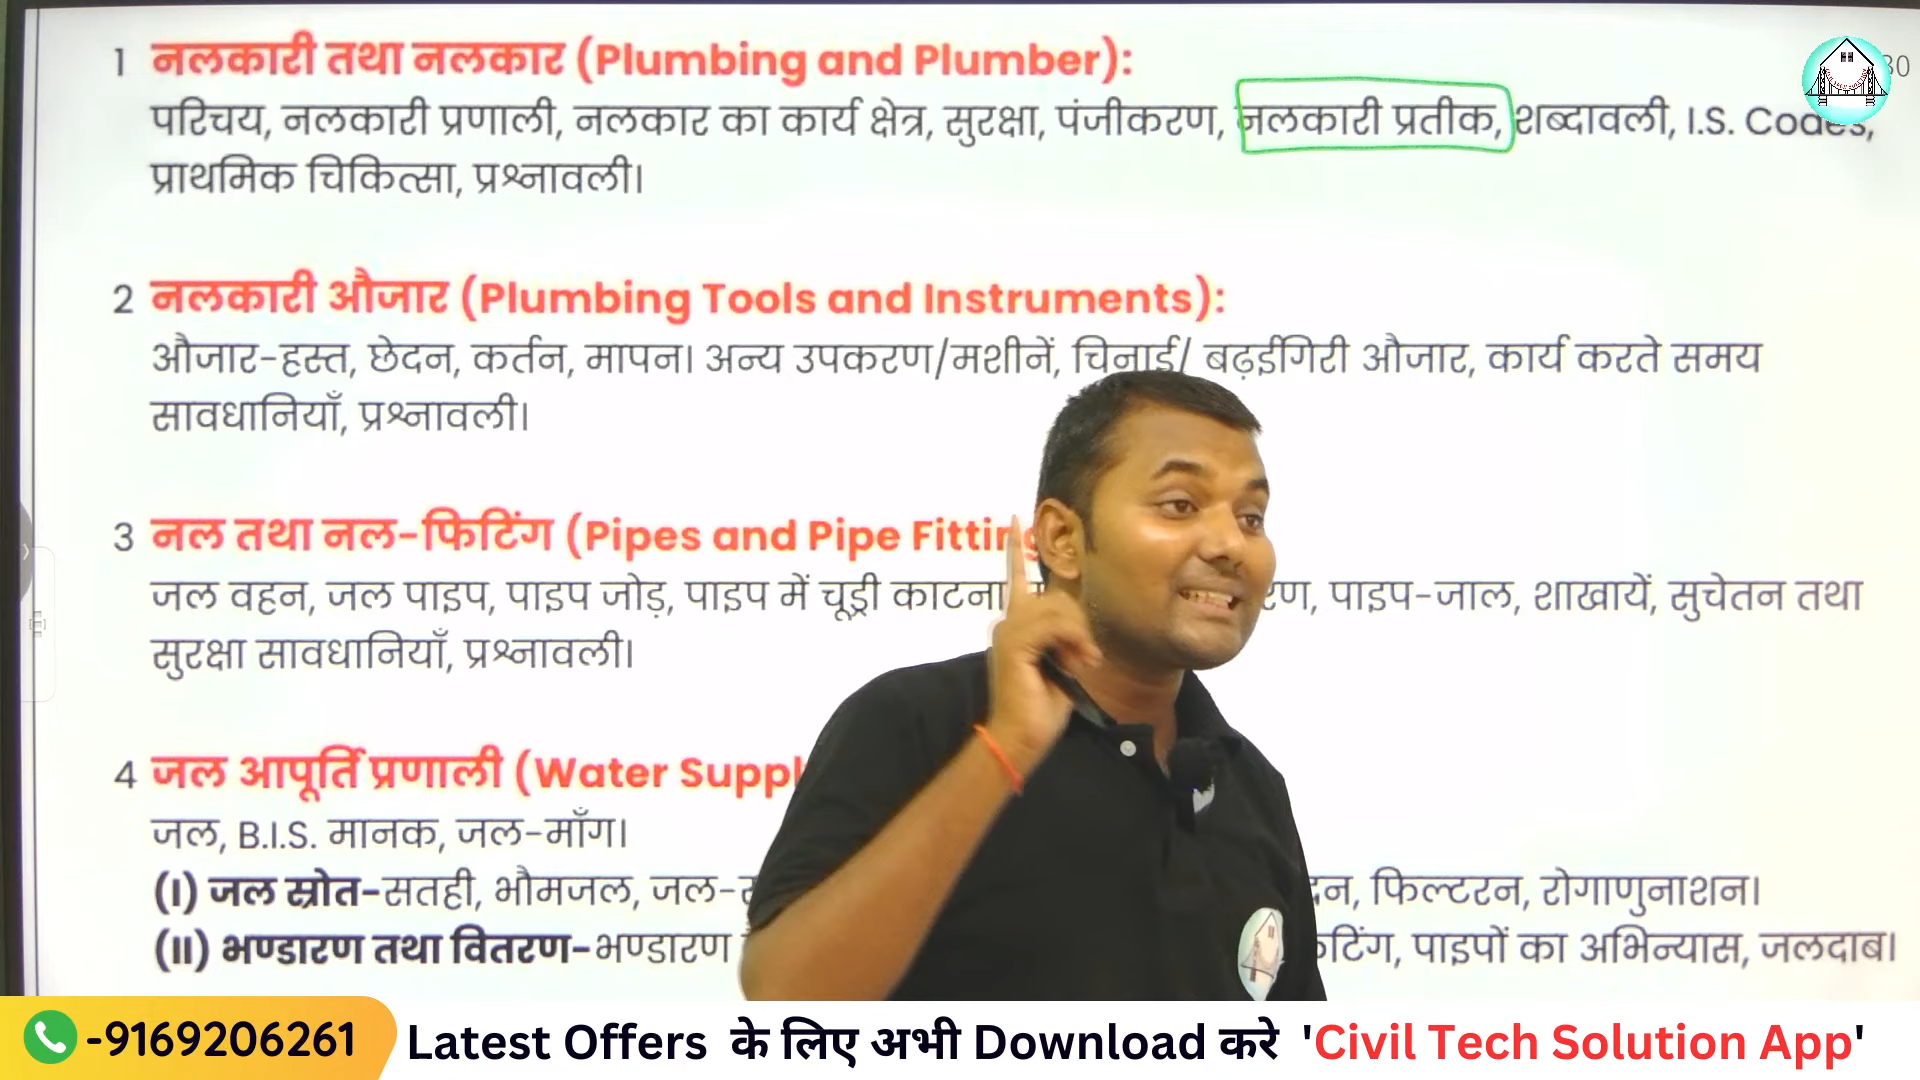 1 नलकारी तथा नलकार (Plumbing and Plumber):
परिचय, नलकारी प्रणाली, नलकार का कार्य क्षेत्र, सुरक्षा, पंजीकरण, नलकारी प्रतीक, शब्दावली, I.S. Codes,
प्राथमिक चिकित्सा, प्रश्नावली।
2 नलकारी औजार (Plumbing Tools and Instruments):
औजार-हस्त, छेदन, कर्तन, मापन। अन्य उपकरण/मशीनें, चिनाई/ बढ़ईगिरी औजार, कार्य करते समय
सावधानियाँ, प्रश्नावली।
3 नल तथा नल-फिटिंग (Pipes and Pipe
जल वहन, जल पाइप, पाइप जोड़, पाइप में चूड़ी काटना पाइप-जाल, शाखायें, सुचेतन तथा
सुरक्षा सावधानियाँ, प्रश्नावली।
4 जल आपूर्ति प्रणाली (Water
जल, B.I.S. मानक, जल-माँग।
(I) जल स्रोत-सतही, भौमजल, फिल्टरन, रोगाणुनाशन।
(II) भण्डारण तथा वितरण-भण्डारण पाइपों का अभिन्यास, जलदाब।
-9169206261 Latest Offers के लिए अभी Download करे 'Civil Tech Solution App'